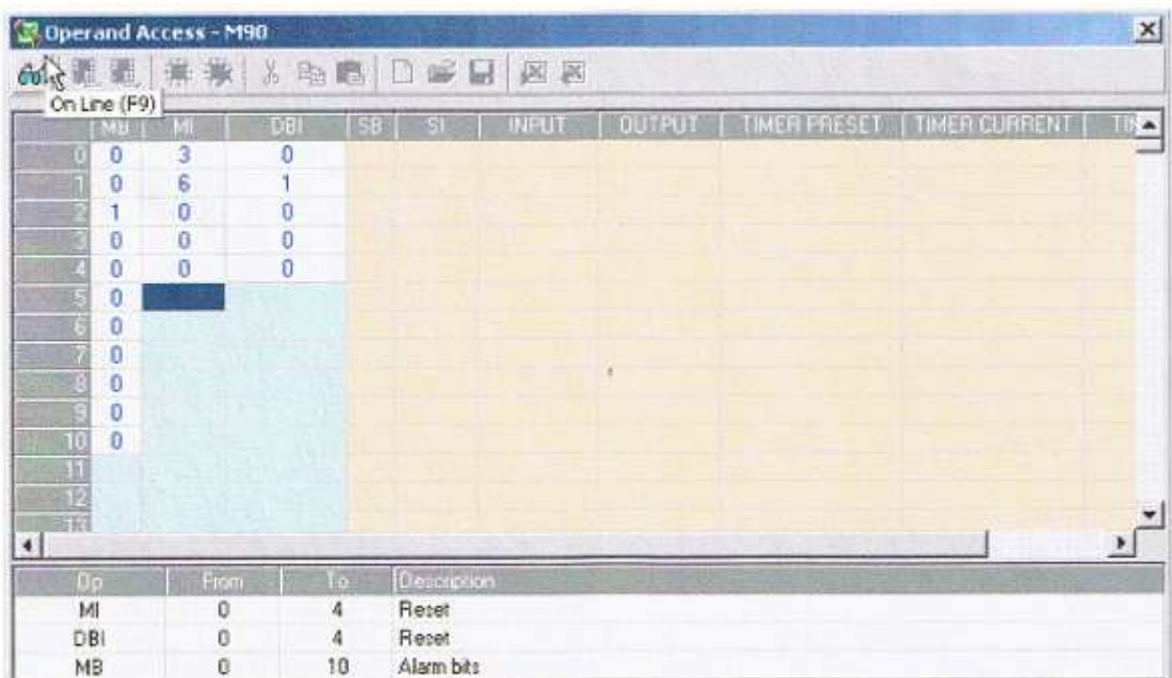 Operand Access - M90
On Line (F9)
MB MI DBI SB SI INPUT OUTPUT TIMER PRESET TIMER CURRENT
0 0 3 0
1 0 6 1
2 1 0 0
3 0 0 0
4 0 0 0
5 0
6 0
7 0
8 0
9 0
10 0
11
12
13
Op From To Description
MI 0 4 Reset
DBI 0 4 Reset
MB 0 10 Alarm bits